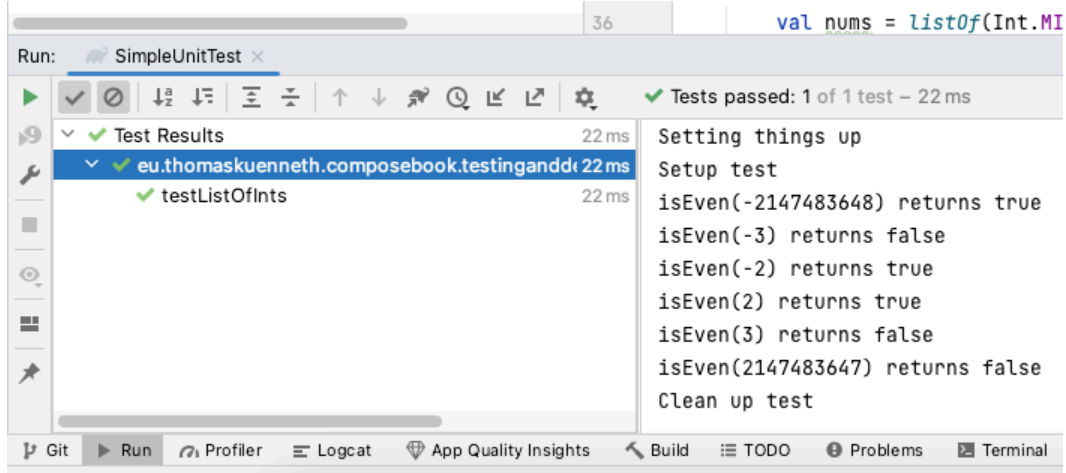 36 val nums = listOf(Int.MI
Run: SimpleUnitTest
Tests passed: 1 of 1 test – 22 ms
Test Results 22 ms
eu.thomaskuenneth.composebook.testingandde 22 ms
testListOfInts 22 ms
Setting things up
Setup test
isEven(-2147483648) returns true
isEven(-3) returns false
isEven(-2) returns true
isEven(2) returns true
isEven(3) returns false
isEven(2147483647) returns false
Clean up test
Git Run Profiler Logcat App Quality Insights Build TODO Problems Terminal